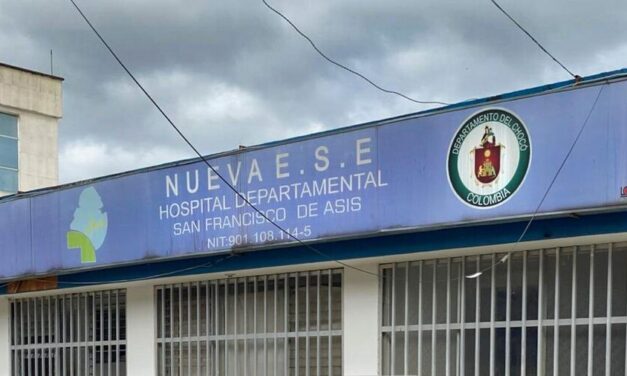 NUEVA E.S.E
HOSPITAL DEPARTAMENTAL
SAN FRANCISCO DE ASIS
NIT:901.108.114-5
DEPARTAMENTO DEL CHOCÓ
COLOMBIA